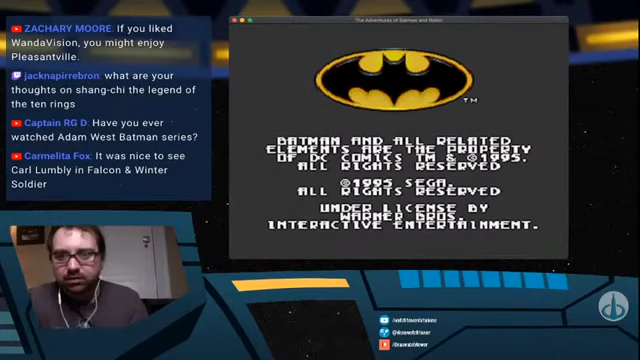 ZACHARY MOORE: If you liked
WandaVision, you might enjoy
Pleasantville.
jacknapirrebron: what are your
thoughts on shang-chi the legend of
the ten rings
Captain RG D: Have you ever
watched Adam West Batman series?
Carmelita Fox: It was nice to see
Carl Lumbly in Falcon & Winter
Soldier
The Adventures of Batman and Robin
TM
BATMAN AND ALL RELATED
ELEMENTS ARE THE PROPERTY
OF DC COMICS TM & ©1995.
ALL RIGHTS RESERVED
©1995 SEGA.
ALL RIGHTS RESERVED
UNDER LICENSE BY
WARNER BROS.
INTERACTIVE ENTERTAINMENT.